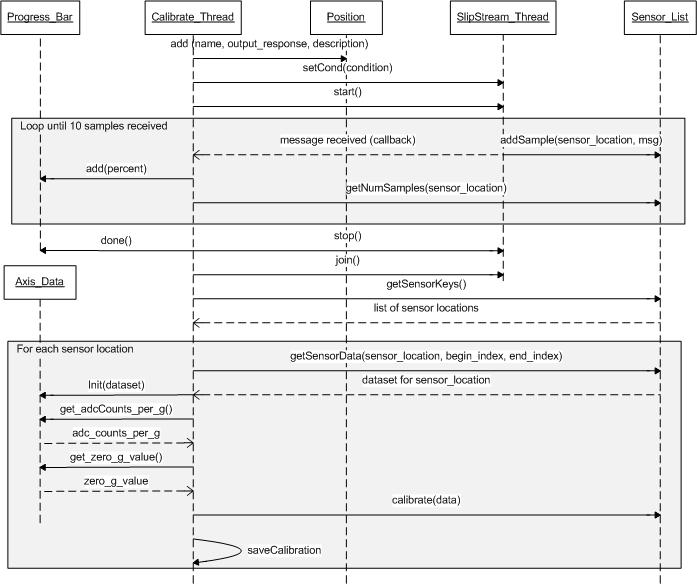 Progress_Bar
Calibrate_Thread
Position
SlipStream_Thread
Sensor_List
add (name, output_response, description)
setCond(condition)
start()
Loop until 10 samples received
message received (callback)
addSample(sensor_location, msg)
add(percent)
getNumSamples(sensor_location)
done()
stop()
join()
Axis_Data
getSensorKeys()
list of sensor locations
For each sensor location
getSensorData(sensor_location, begin_index, end_index)
Init(dataset)
dataset for sensor_location
get_adcCounts_per_g()
adc_counts_per_g
get_zero_g_value()
zero_g_value
calibrate(data)
saveCalibration